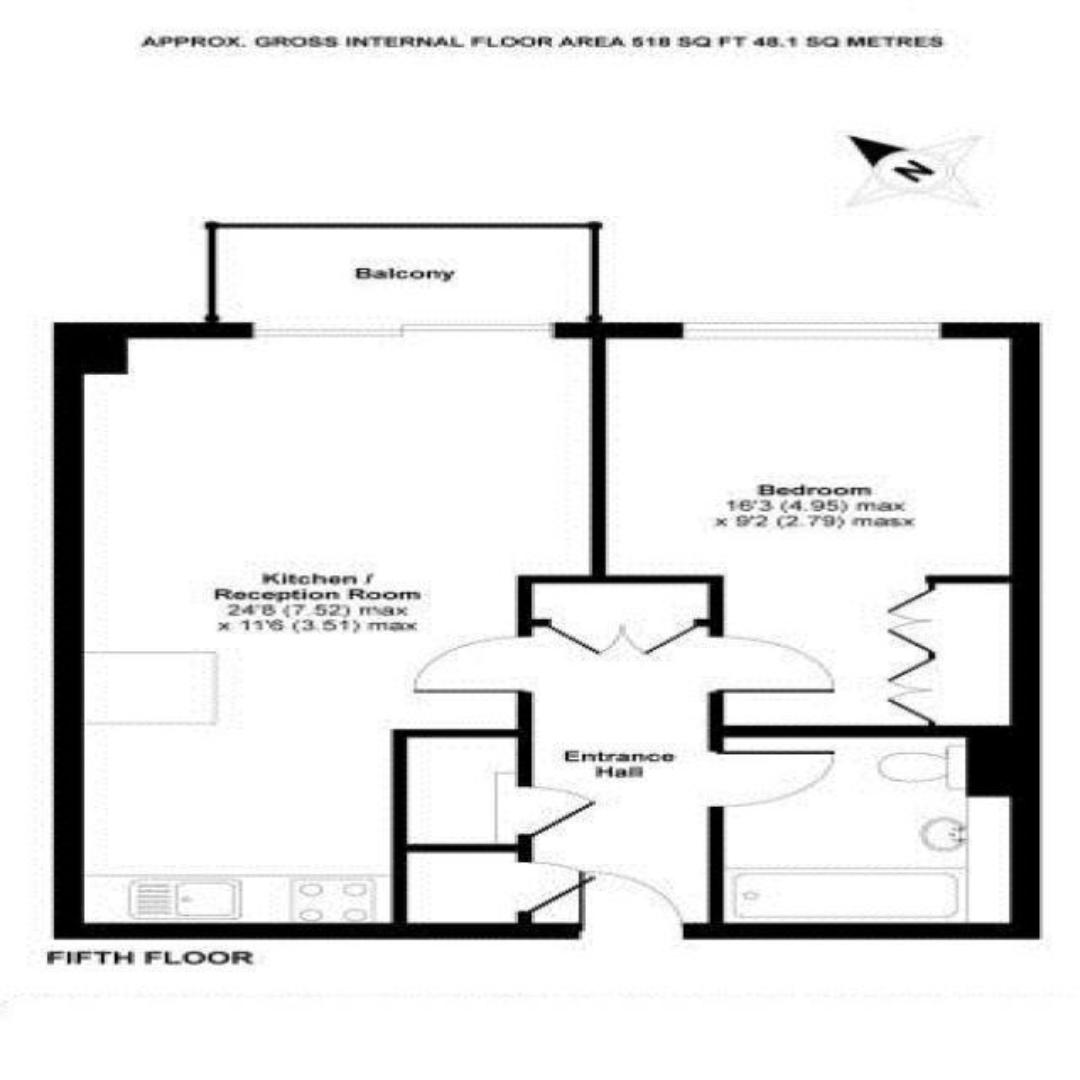 APPROX. GROSS INTERNAL FLOOR AREA 518 SQ FT 48.1 SQ METRES
N
Balcony
Bedroom
16'3 (4.95) max
x 9'2 (2.79) masx
Kitchen /
Reception Room
24'8 (7.52) max
x 11'6 (3.51) max
Entrance
Hall
FIFTH FLOOR